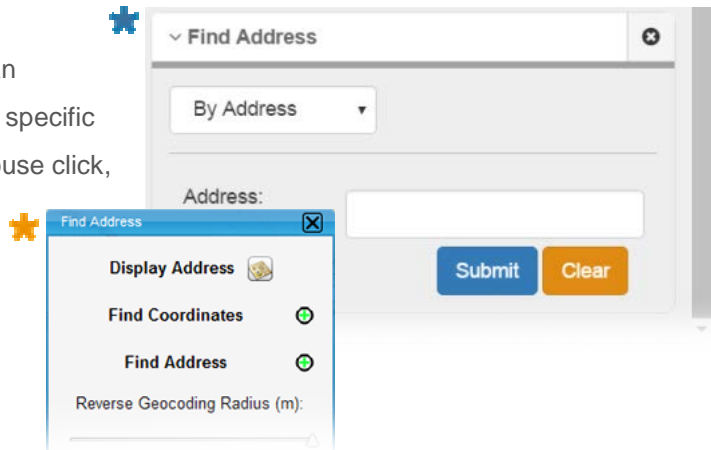 an
specific
ouse click,
Find Address
By Address
Address:
Submit Clear
Find Address
Display Address
Find Coordinates
Find Address
Reverse Geocoding Radius (m):